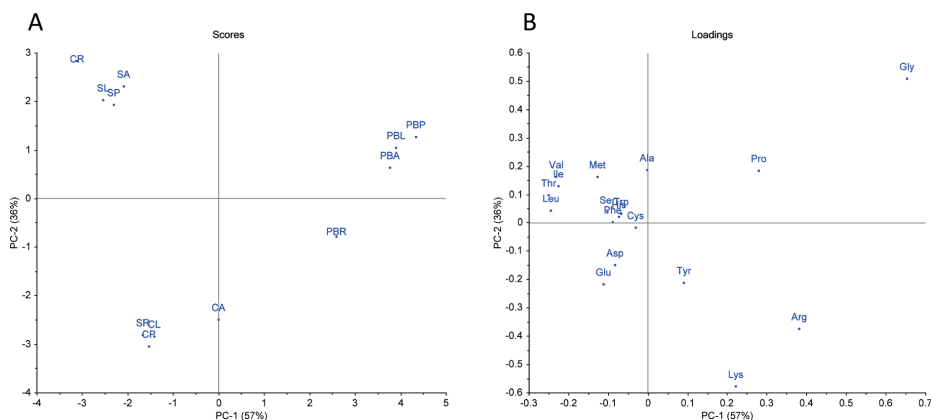 A
Scores
3
2
1
0
-1
-2
-3
-4
PC-2 (36%)
CR
SA
SL
SP
PBP
PBL
PBA
PBR
CA
SR
CL
-4
-3
-2
-1
0
1
2
3
4
5
PC-1 (57%)
B
Loadings
0.6
0.5
0.4
0.3
0.2
0.1
0
-0.1
-0.2
-0.3
-0.4
-0.5
-0.6
PC-2 (36%)
Gly
Val
Ile
Met
Ala
Pro
Thr
Leu
Ser
Trp
Phe
Cys
Asp
Glu
Tyr
Arg
Lys
-0.3
-0.2
-0.1
0
0.1
0.2
0.3
0.4
0.5
0.6
0.7
PC-1 (57%)